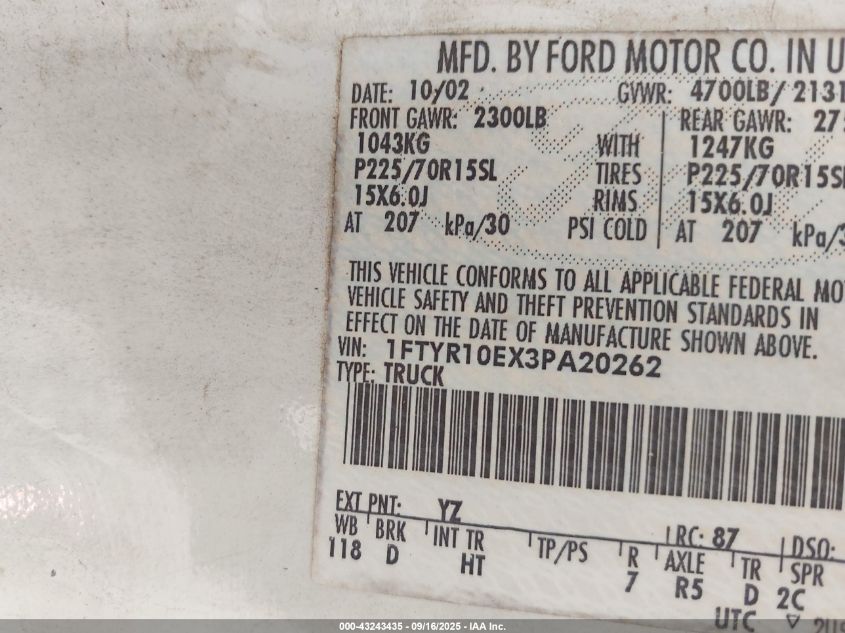 MFD. BY FORD MOTOR CO. IN U
DATE: 10/02 GVWR: 4700LB/ 2131
FRONT GAWR: 2300LB REAR GAWR: 27
1043KG WITH 1247KG
P225/70R15SL TIRES P225/70R15SL
15X6.0J RIMS 15X6.0J
AT 207 kPa/30 PSI COLD AT 207 kPa/3
THIS VEHICLE CONFORMS TO ALL APPLICABLE FEDERAL MO
VEHICLE SAFETY AND THEFT PREVENTION STANDARDS IN
EFFECT ON THE DATE OF MANUFACTURE SHOWN ABOVE.
VIN: 1FTYR10EX3PA20262
TYPE: TRUCK
EXT PNT: YZ RC: 87 DSO:
WB BRK INT TR TP/PS R AXLE TR SPR
118 D HT 7 R5 D 2C
UTC
000-43243435 - 09/16/2025 - IAA Inc.